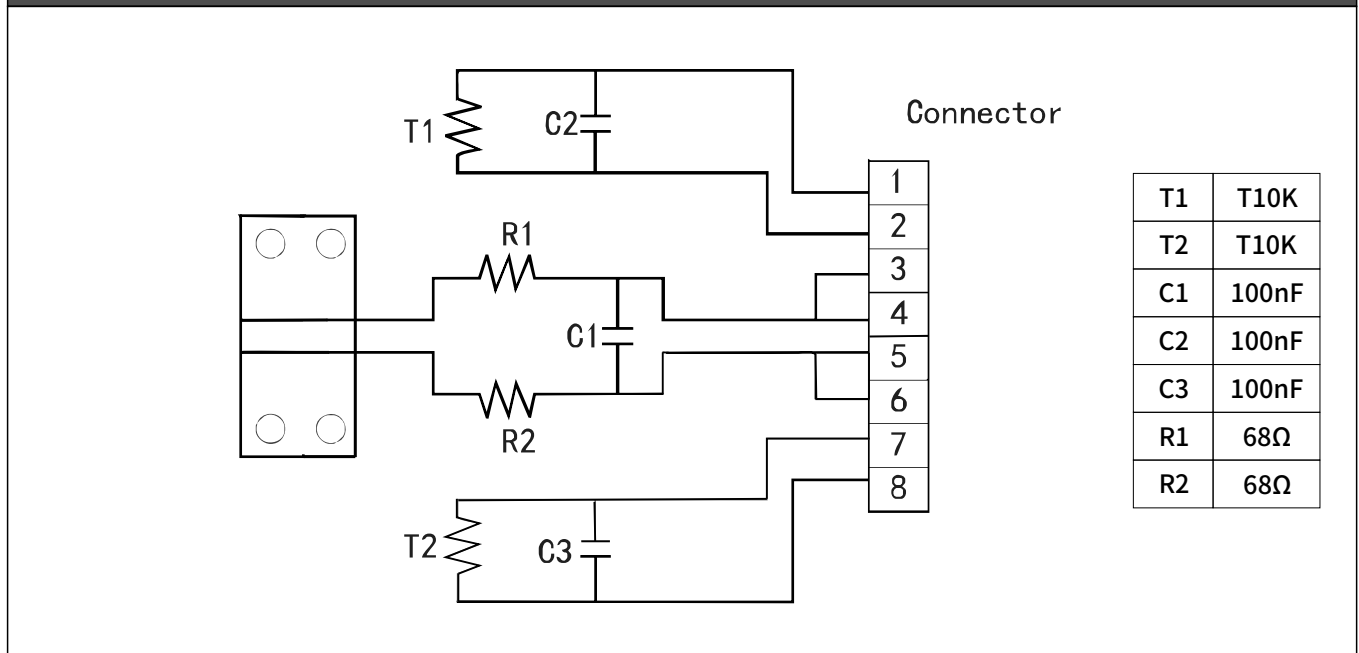 Connector
T1
C2
R1
C1
R2
T2
C3
1
2
3
4
5
6
7
8
T1 T10K
T2 T10K
C1 100nF
C2 100nF
C3 100nF
R1 68Ω
R2 68Ω